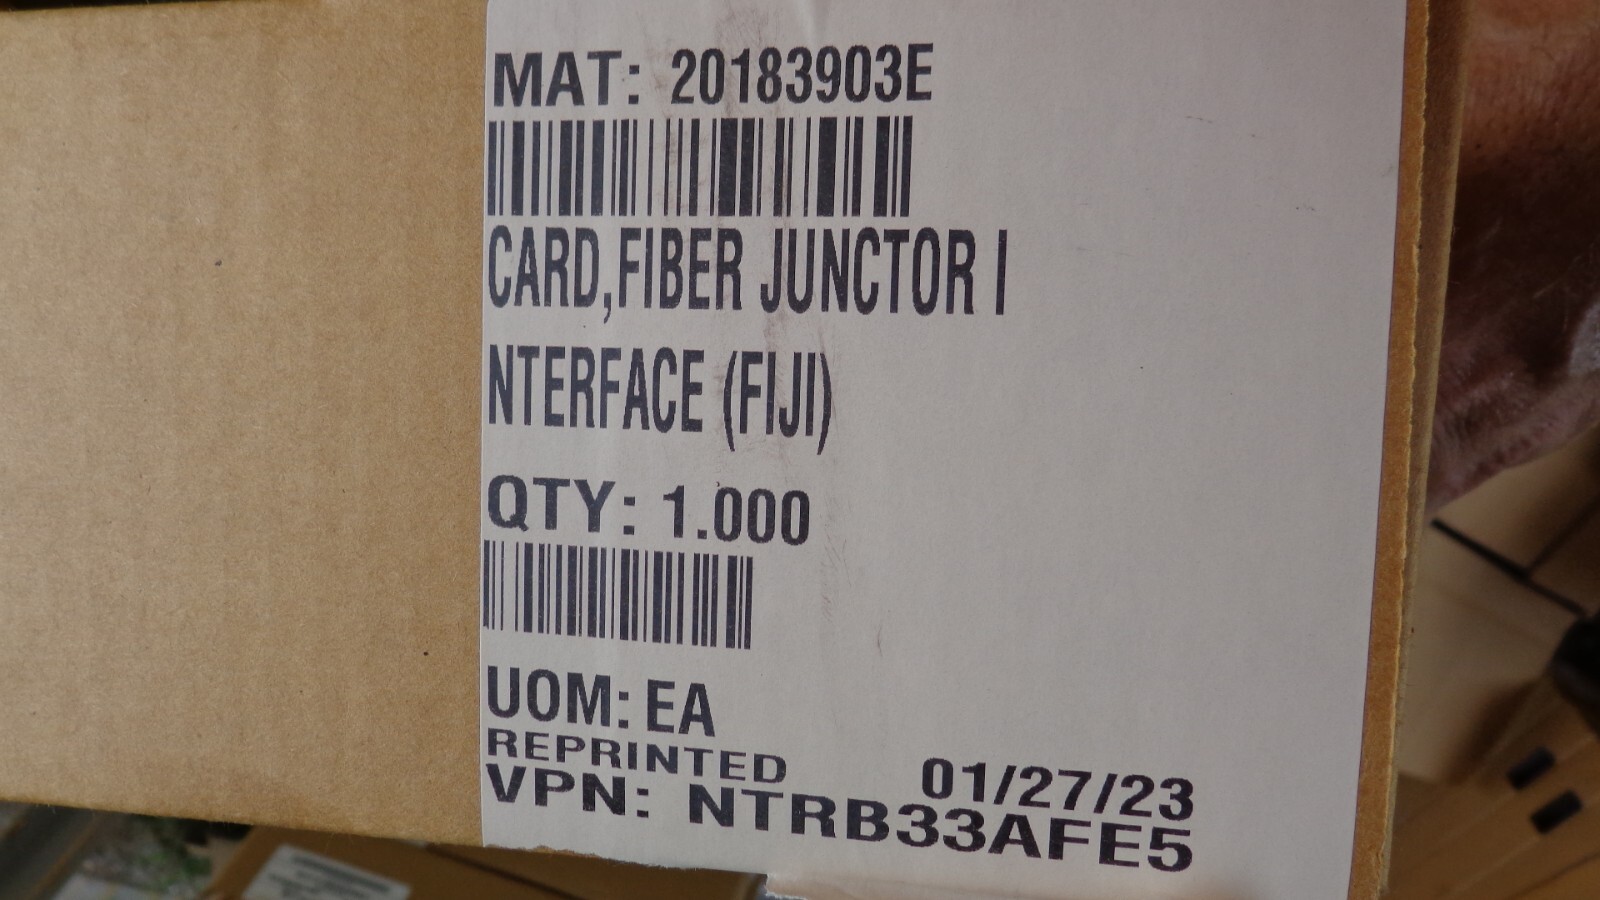 MAT: 20183903E
CARD,FIBER JUNCTOR I
NTERFACE (FIJI)
QTY: 1.000
UOM: EA
REPRINTED 01/27/23
VPN: NTRB33AFE5